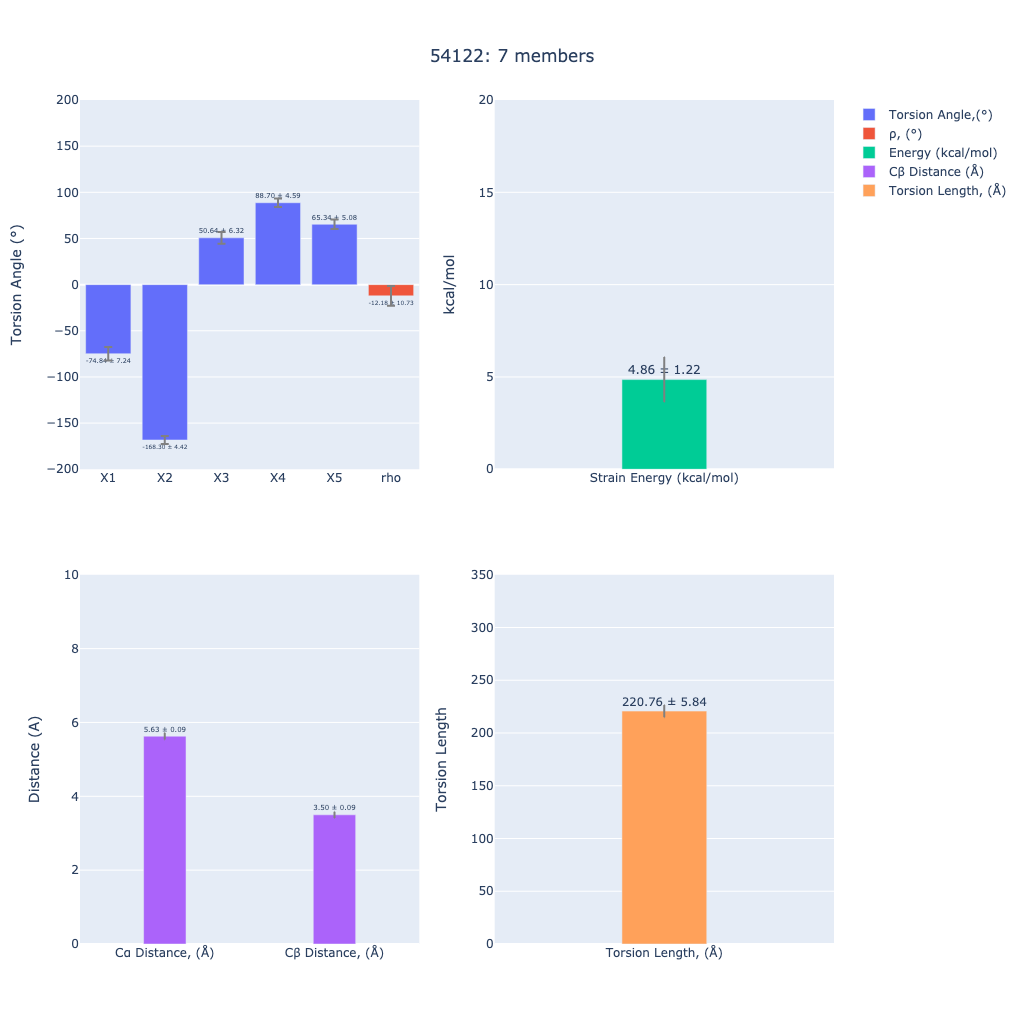 54122: 7 members
Torsion Angle (°)
200
150
100
50
0
−50
−100
−150
−200
-74.84 ± 7.24
-168.30 ± 4.42
50.64 ± 6.32
88.70 ± 4.59
65.34 ± 5.08
-12.18 ± 10.73
X1 X2 X3 X4 X5 rho
kcal/mol
20
15
10
5
0
4.86 ± 1.22
Strain Energy (kcal/mol)
Torsion Angle,(°)
ρ, (°)
Energy (kcal/mol)
Cβ Distance (Å)
Torsion Length, (Å)
Distance (A)
10
8
6
4
2
0
5.63 ± 0.09
3.50 ± 0.09
Cα Distance, (Å) Cβ Distance, (Å)
Torsion Length
350
300
250
200
150
100
50
0
220.76 ± 5.84
Torsion Length, (Å)